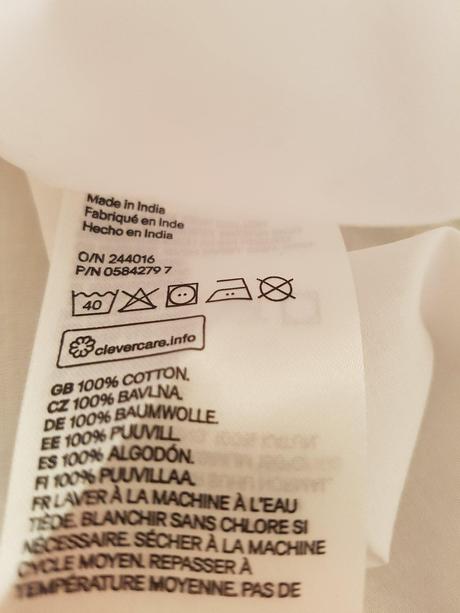 Made in India
Fabriqué en Inde
Hecho en India
O/N 244016
P/N 0584279 7
40
clevercare.info
GB 100% COTTON.
CZ 100% BAVLNA.
DE 100% BAUMWOLLE.
EE 100% PUUVILL.
ES 100% ALGODÓN.
FI 100% PUUVILLAA.
FR LAVER À LA MACHINE À L'EAU
TIÈDE. BLANCHIR SANS CHLORE SI
NÉCESSAIRE. SÉCHER À LA MACHINE
CYCLE MOYEN. REPASSER À
TEMPÉRATURE MOYENNE. PAS DE